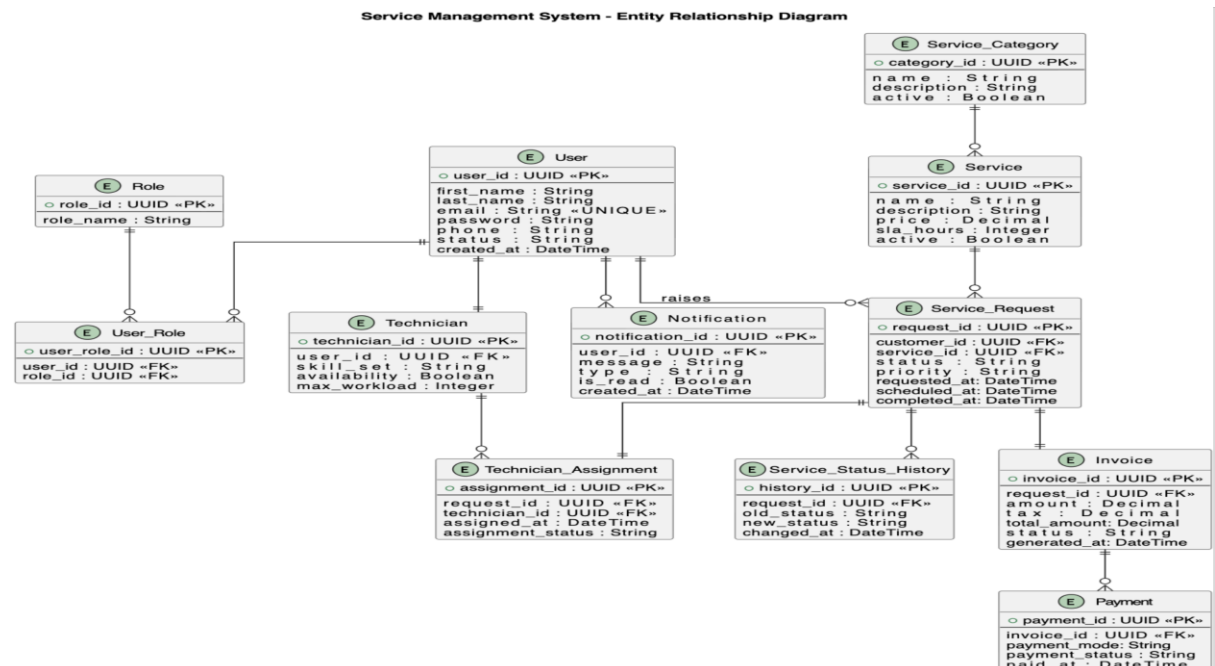 Service Management System - Entity Relationship Diagram
E Service_Category
category_id : UUID «PK»
name : String
description : String
active : Boolean
E User
user_id : UUID «PK»
first_name : String
last_name : String
email : String «UNIQUE»
password : String
phone : String
status : String
created_at : DateTime
E Service
service_id : UUID «PK»
name : String
description : String
price : Decimal
sla_hours : Integer
active : Boolean
E Role
role_id : UUID «PK»
role_name : String
raises
E User_Role
user_role_id : UUID «PK»
user_id : UUID «FK»
role_id : UUID «FK»
E Technician
technician_id : UUID «PK»
user_id : UUID «FK»
skill_set : String
availability : Boolean
max_workload : Integer
E Notification
notification_id : UUID «PK»
user_id : UUID «FK»
message : String
type : String
is_read : Boolean
created_at : DateTime
E Service_Request
request_id : UUID «PK»
customer_id : UUID «FK»
service_id : UUID «FK»
status : String
priority : String
requested_at: DateTime
scheduled_at: DateTime
completed_at: DateTime
E Technician_Assignment
assignment_id : UUID «PK»
request_id : UUID «FK»
technician_id : UUID «FK»
assigned_at : DateTime
assignment_status : String
E Service_Status_History
history_id : UUID «PK»
request_id : UUID «FK»
old_status : String
new_status : String
changed_at : DateTime
E Invoice
invoice_id : UUID «PK»
request_id : UUID «FK»
amount : Decimal
tax : Decimal
total_amount: Decimal
status : String
generated_at: DateTime
E Payment
payment_id : UUID «PK»
invoice_id : UUID «FK»
payment_mode: String
payment_status : String
paid_at : DateTime